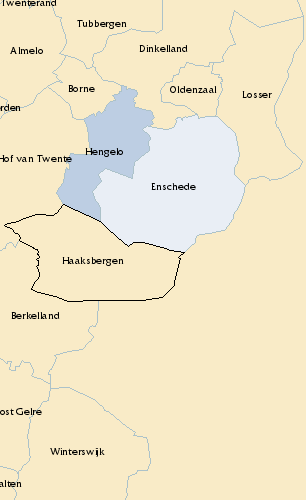 Twenterand
Tubbergen
Almelo
Dinkelland
Borne
Oldenzaal
Losser
rden
Hengelo
Hof van Twente
Enschede
Haaksbergen
Berkelland
ost Gelre
Winterswijk
alten